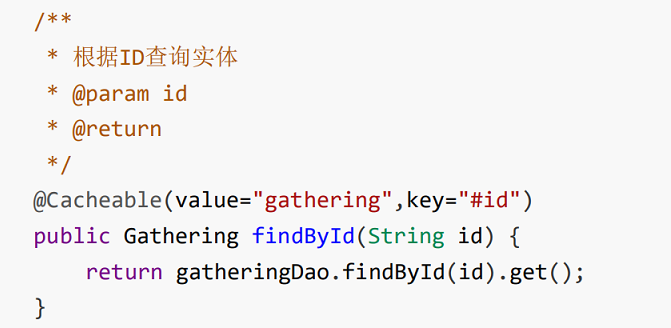 /**
 * 根据ID查询实体
 * @param id
 * @return
 */
@Cacheable(value="gathering",key="#id")
public Gathering findById(String id) {
    return gatheringDao.findById(id).get();
}